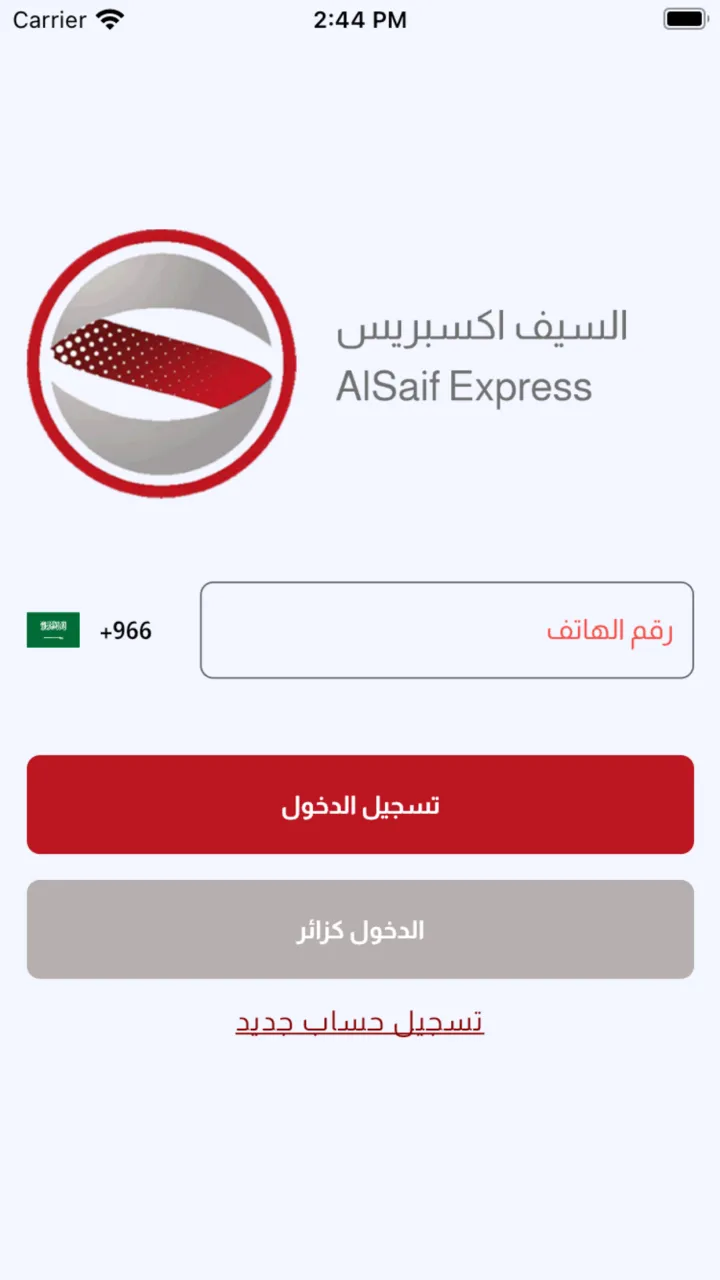 Carrier 2:44 PM
السيف اكسبريس
AlSaif Express
+966
رقم الهاتف
تسجيل الدخول
الدخول كزائر
تسجيل حساب جديد